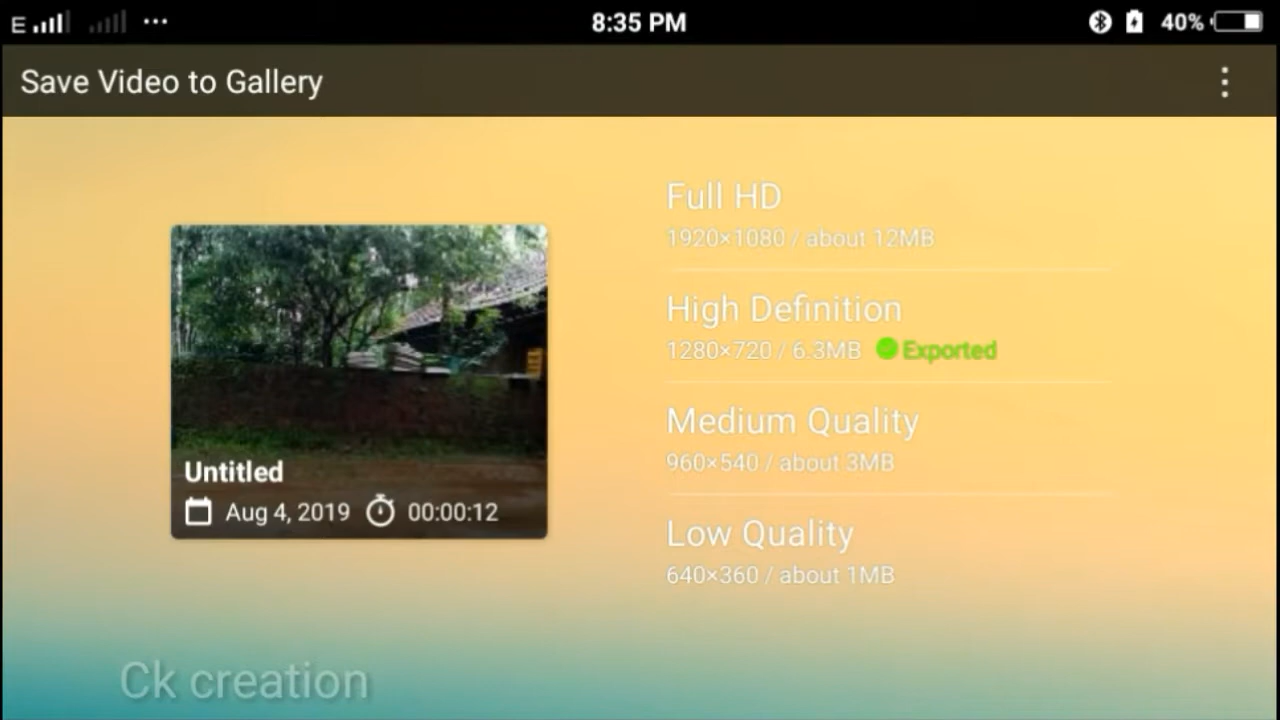 E 8:35 PM 40%
Save Video to Gallery
Full HD
1920×1080 / about 12MB
High Definition
1280×720 / 6.3MB Exported
Medium Quality
960×540 / about 3MB
Low Quality
640×360 / about 1MB
Untitled
Aug 4, 2019 00:00:12
Ck creation